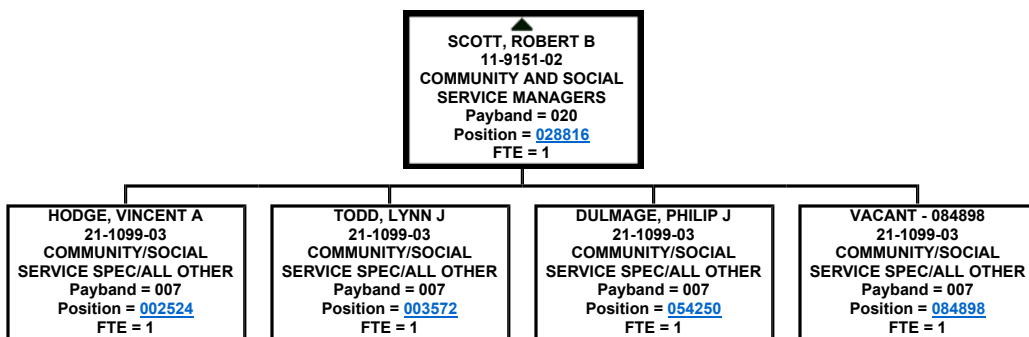 SCOTT, ROBERT B
11-9151-02
COMMUNITY AND SOCIAL
SERVICE MANAGERS
Payband = 020
Position = 028816
FTE = 1
HODGE, VINCENT A
21-1099-03
COMMUNITY/SOCIAL
SERVICE SPEC/ALL OTHER
Payband = 007
Position = 002524
FTE = 1
TODD, LYNN J
21-1099-03
COMMUNITY/SOCIAL
SERVICE SPEC/ALL OTHER
Payband = 007
Position = 003572
FTE = 1
DULMAGE, PHILIP J
21-1099-03
COMMUNITY/SOCIAL
SERVICE SPEC/ALL OTHER
Payband = 007
Position = 054250
FTE = 1
VACANT - 084898
21-1099-03
COMMUNITY/SOCIAL
SERVICE SPEC/ALL OTHER
Payband = 007
Position = 084898
FTE = 1